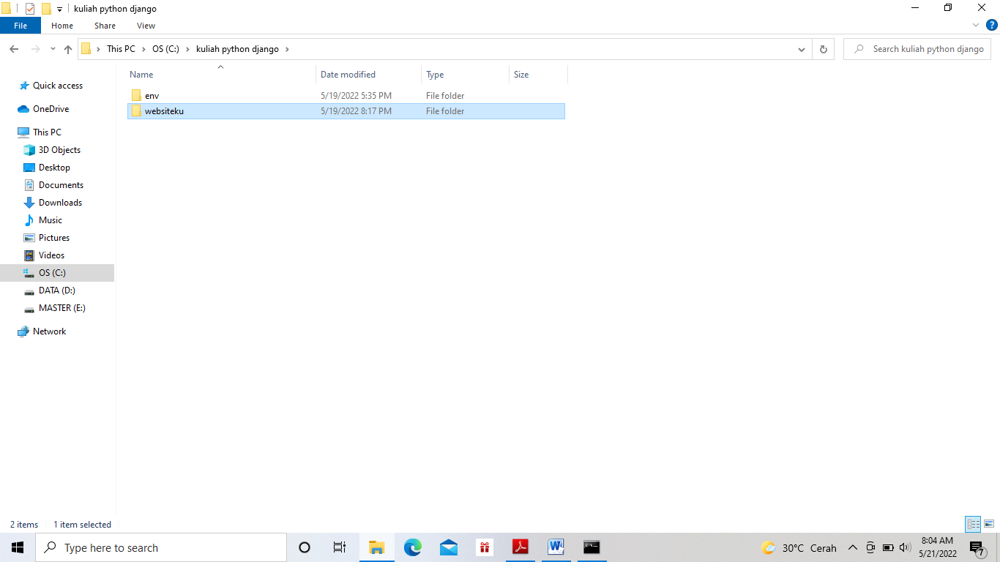 kuliah python django
File Home Share View
This PC OS (C:) kuliah python django
Search kuliah python django
Name Date modified Type Size
env 5/19/2022 5:35 PM File folder
websiteku 5/19/2022 8:17 PM File folder
Quick access
OneDrive
This PC
3D Objects
Desktop
Documents
Downloads
Music
Pictures
Videos
OS (C:)
DATA (D:)
MASTER (E:)
Network
2 items 1 item selected
Type here to search
30°C Cerah
8:04 AM
5/21/2022
7